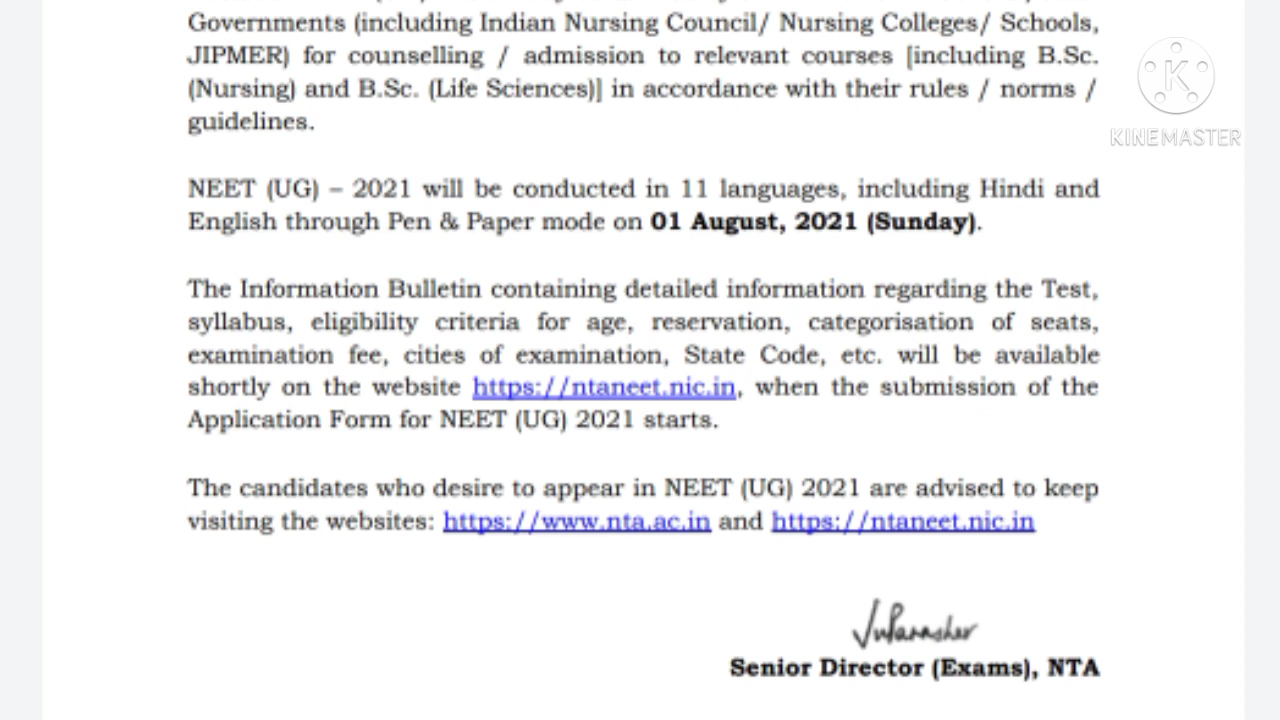 Governments (including Indian Nursing Council/ Nursing Colleges/ Schools,
JIPMER) for counselling / admission to relevant courses [including B.Sc.
(Nursing) and B.Sc. (Life Sciences)] in accordance with their rules / norms /
guidelines.
K
KINEMASTER
NEET (UG) – 2021 will be conducted in 11 languages, including Hindi and
English through Pen & Paper mode on 01 August, 2021 (Sunday).
The Information Bulletin containing detailed information regarding the Test,
syllabus, eligibility criteria for age, reservation, categorisation of seats,
examination fee, cities of examination, State Code, etc. will be available
shortly on the website https://ntaneet.nic.in, when the submission of the
Application Form for NEET (UG) 2021 starts.
The candidates who desire to appear in NEET (UG) 2021 are advised to keep
visiting the websites: https://www.nta.ac.in and https://ntaneet.nic.in
Senior Director (Exams), NTA